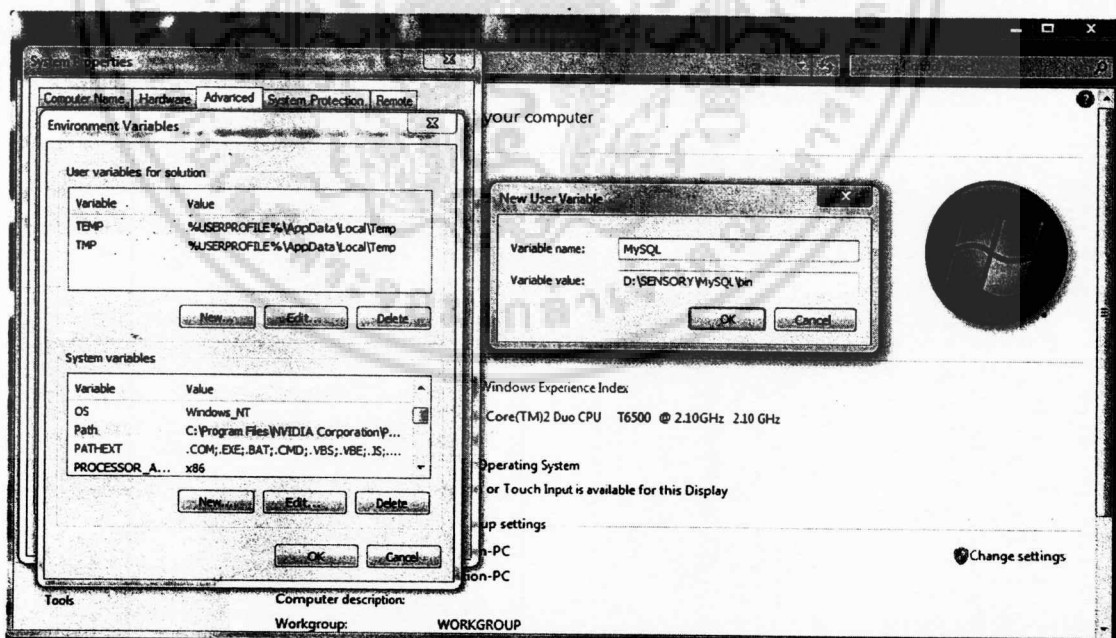 System Properties
Computer Name Hardware Advanced System Protection Remote
Environment Variables
User variables for solution
Variable Value
TEMP %USERPROFILE%\AppData\Local\Temp
TMP %USERPROFILE%\AppData\Local\Temp
New... Edit... Delete
System variables
Variable Value
OS Windows_NT
Path C:\Program Files\NVIDIA Corporation\P...
PATHEXT .COM;.EXE;.BAT;.CMD;.VBS;.VBE;.JS;....
PROCESSOR_A... x86
New... Edit... Delete
OK Cancel
your computer
New User Variable
Variable name: MySQL
Variable value: D:\SENSORY\MySQL\bin
OK Cancel
Windows Experience Index
Core(TM)2 Duo CPU T6500 @ 2.10GHz 2.10 GHz
Operating System
or Touch Input is available for this Display
up settings
n-PC
ion-PC
Change settings
Tools
Computer description:
Workgroup: WORKGROUP